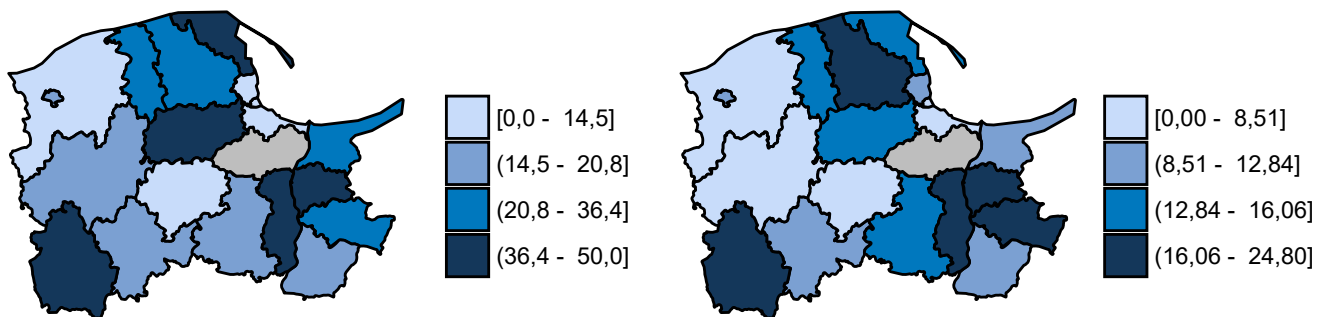 [0,0 - 14,5]
(14,5 - 20,8]
(20,8 - 36,4]
(36,4 - 50,0]
[0,00 - 8,51]
(8,51 - 12,84]
(12,84 - 16,06]
(16,06 - 24,80]